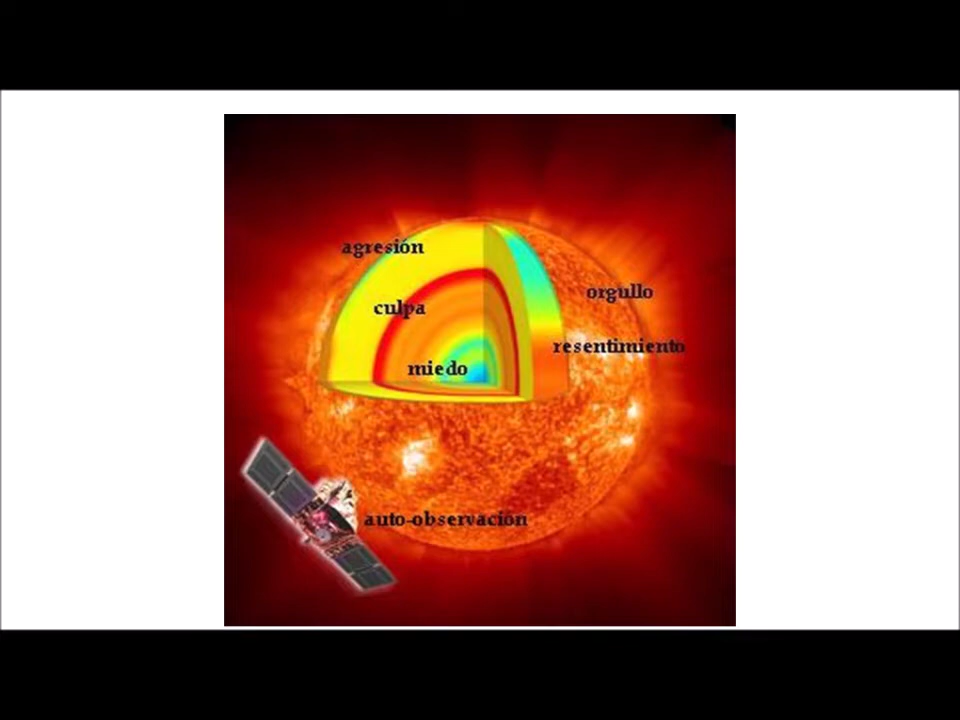 agresión
orgullo
culpa
resentimiento
miedo
auto-observación